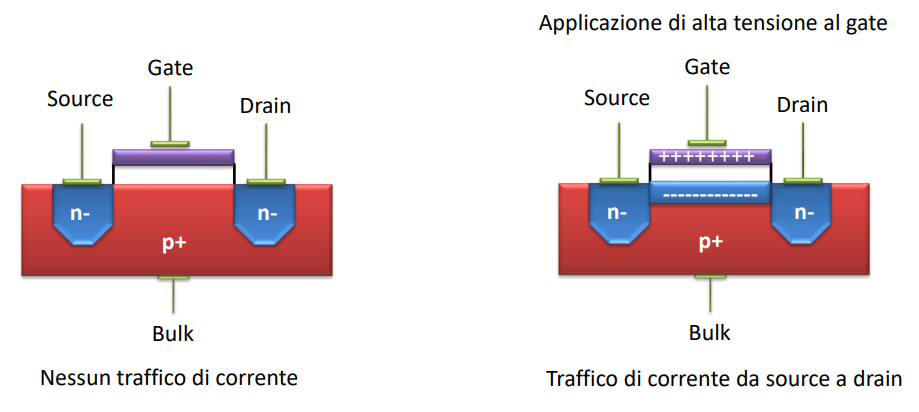 Applicazione di alta tensione al gate
Gate
Source
Drain
n-
n-
p+
Bulk
Nessun traffico di corrente
Gate
Source
Drain
++++++++
-------------
n-
n-
p+
Bulk
Traffico di corrente da source a drain